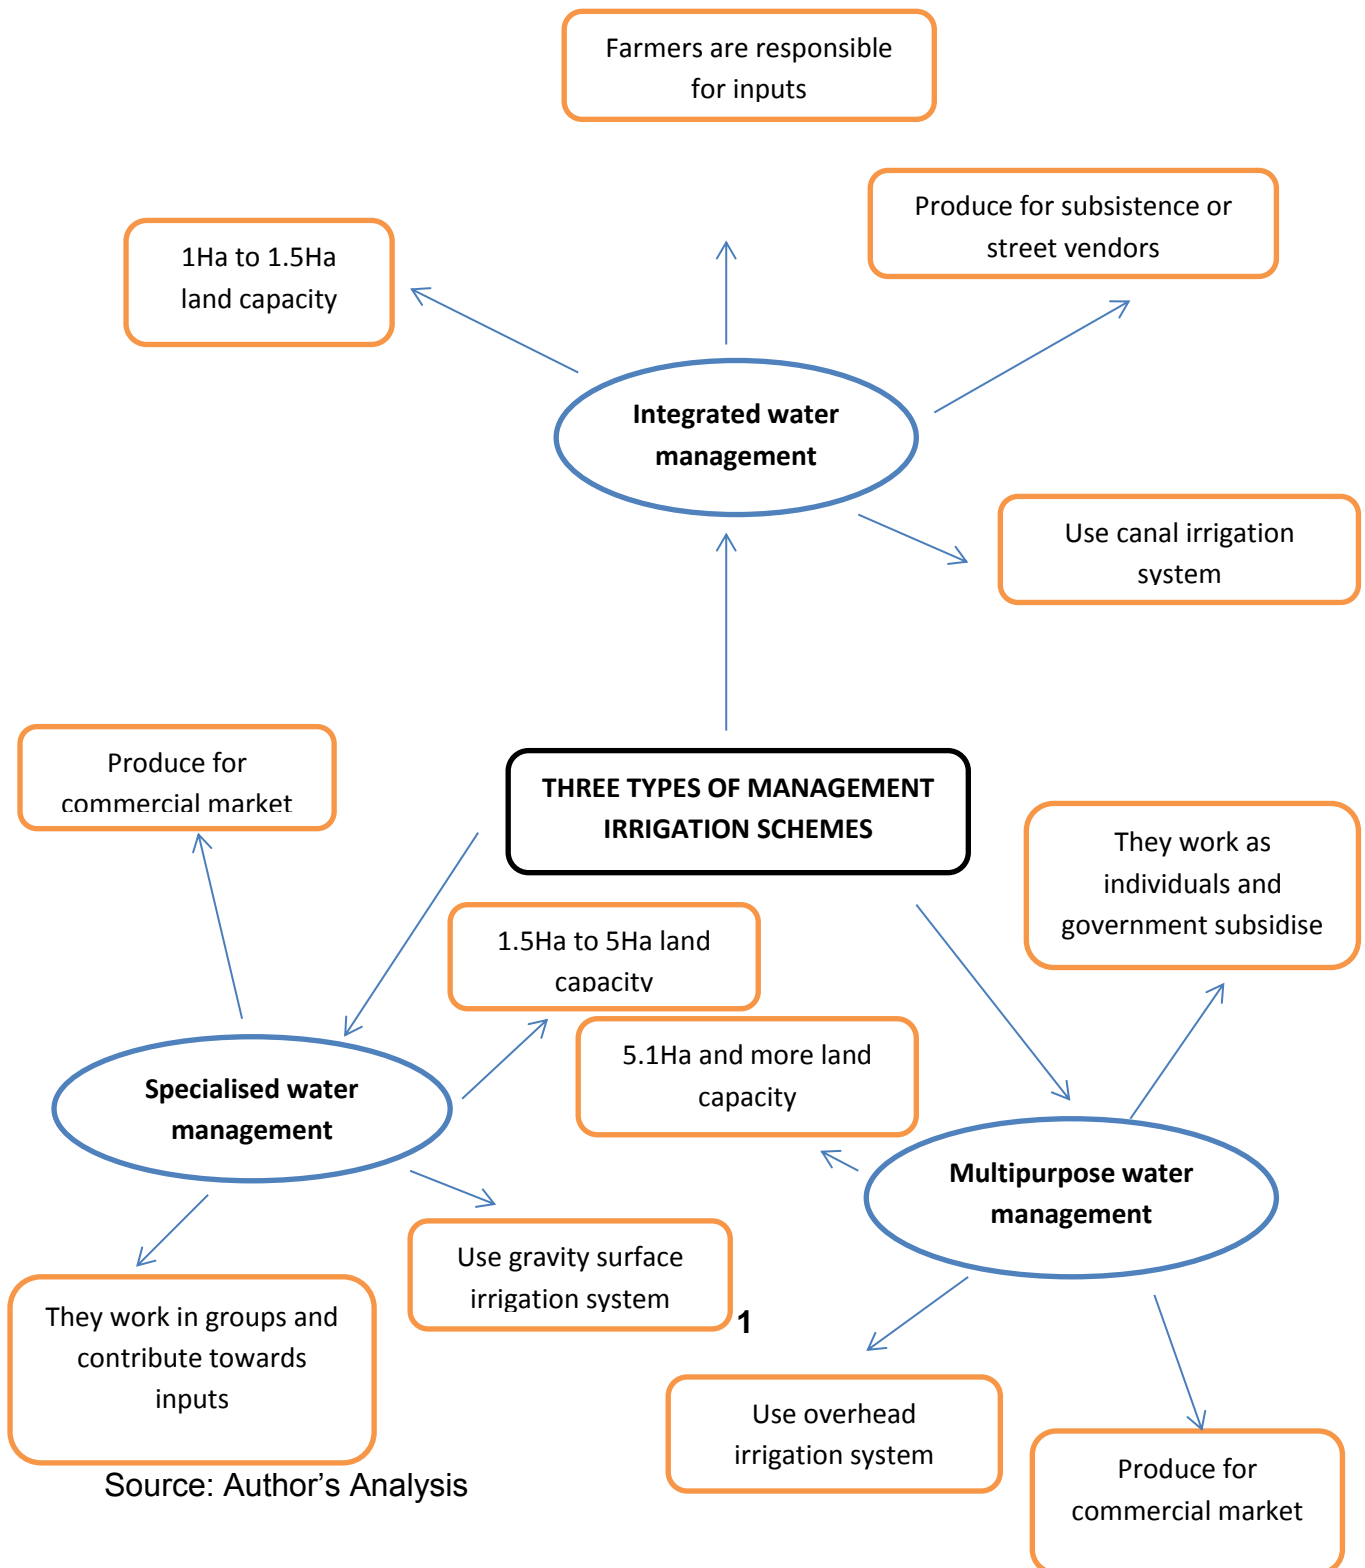 Farmers are responsible
for inputs
Produce for subsistence or
street vendors
1Ha to 1.5Ha
land capacity
Integrated water
management
Use canal irrigation
system
Produce for
commercial market
THREE TYPES OF MANAGEMENT
IRRIGATION SCHEMES
They work as
individuals and
government subsidise
1.5Ha to 5Ha land
capacity
5.1Ha and more land
capacity
Specialised water
management
Multipurpose water
management
Use gravity surface
irrigation system
1
They work in groups and
contribute towards
inputs
Use overhead
irrigation system
Produce for
commercial market
Source: Author’s Analysis